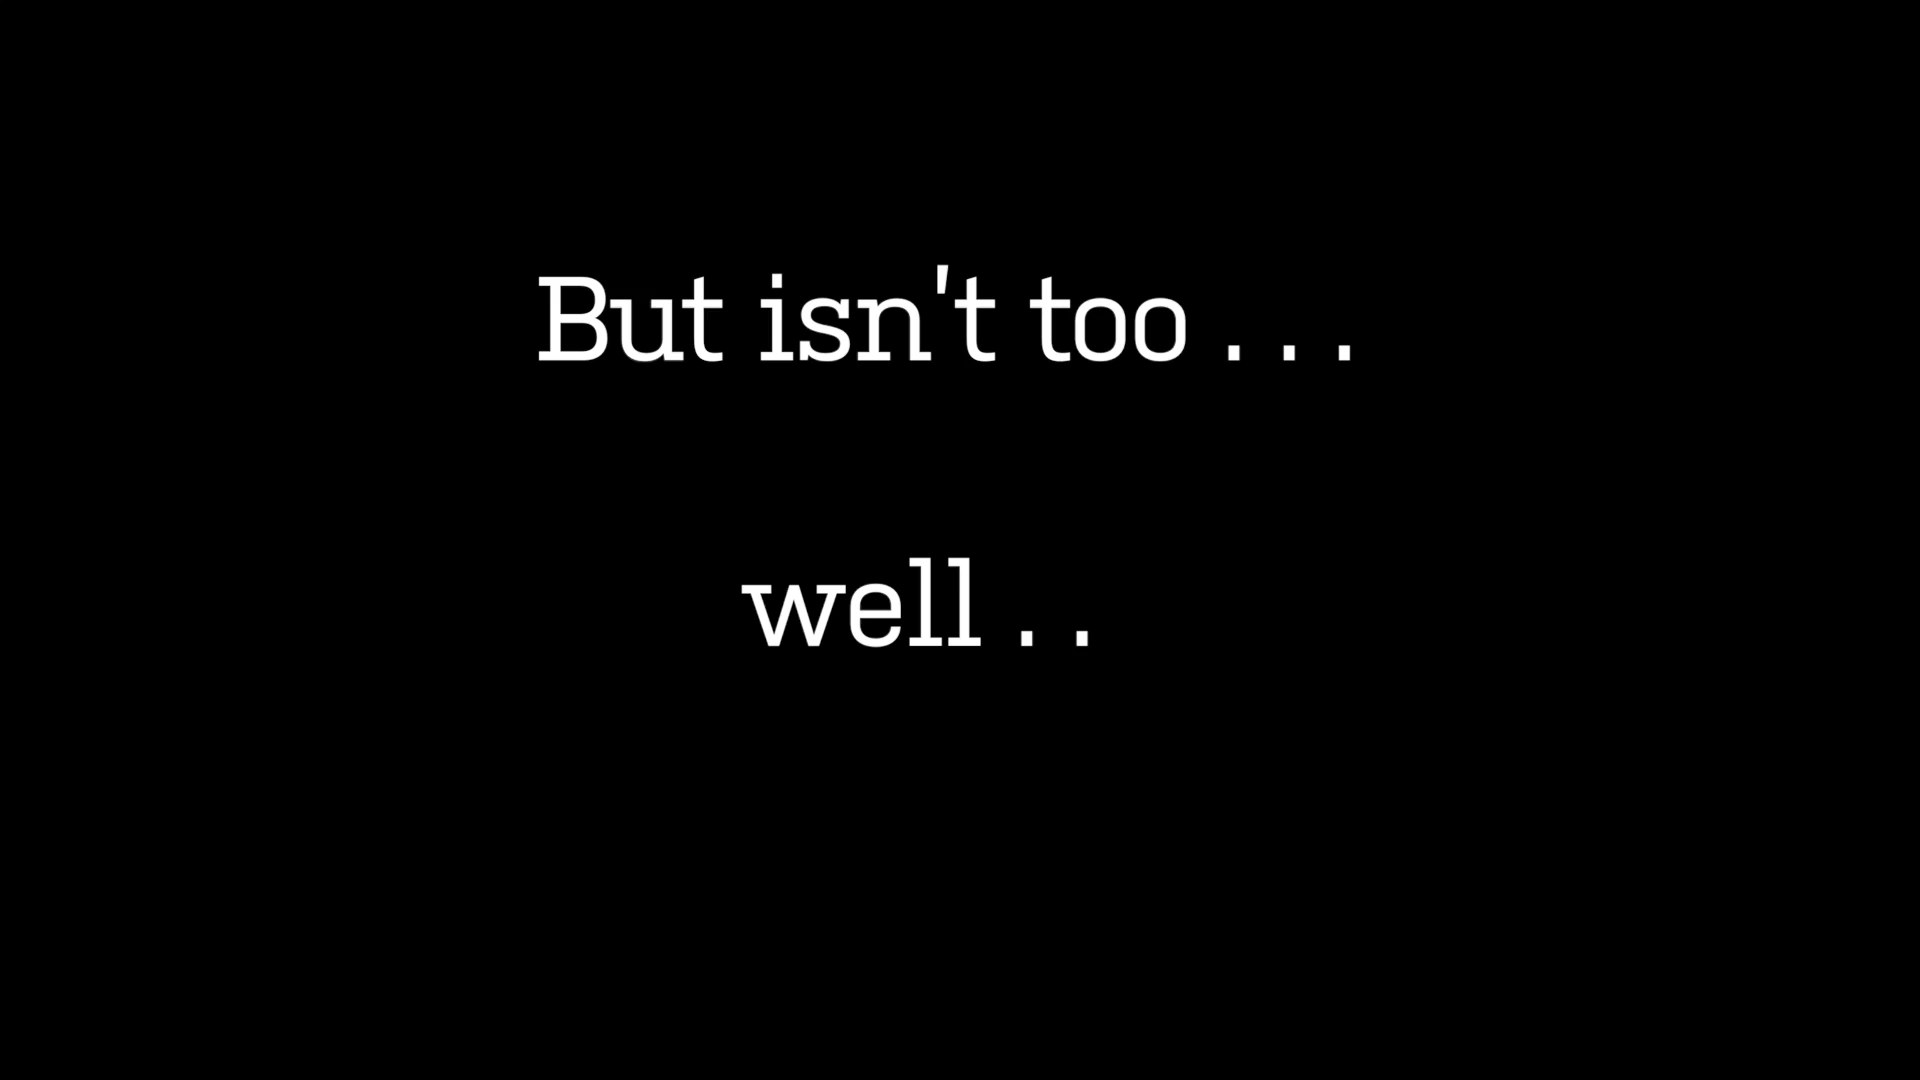 But isn't too . . .
well . .